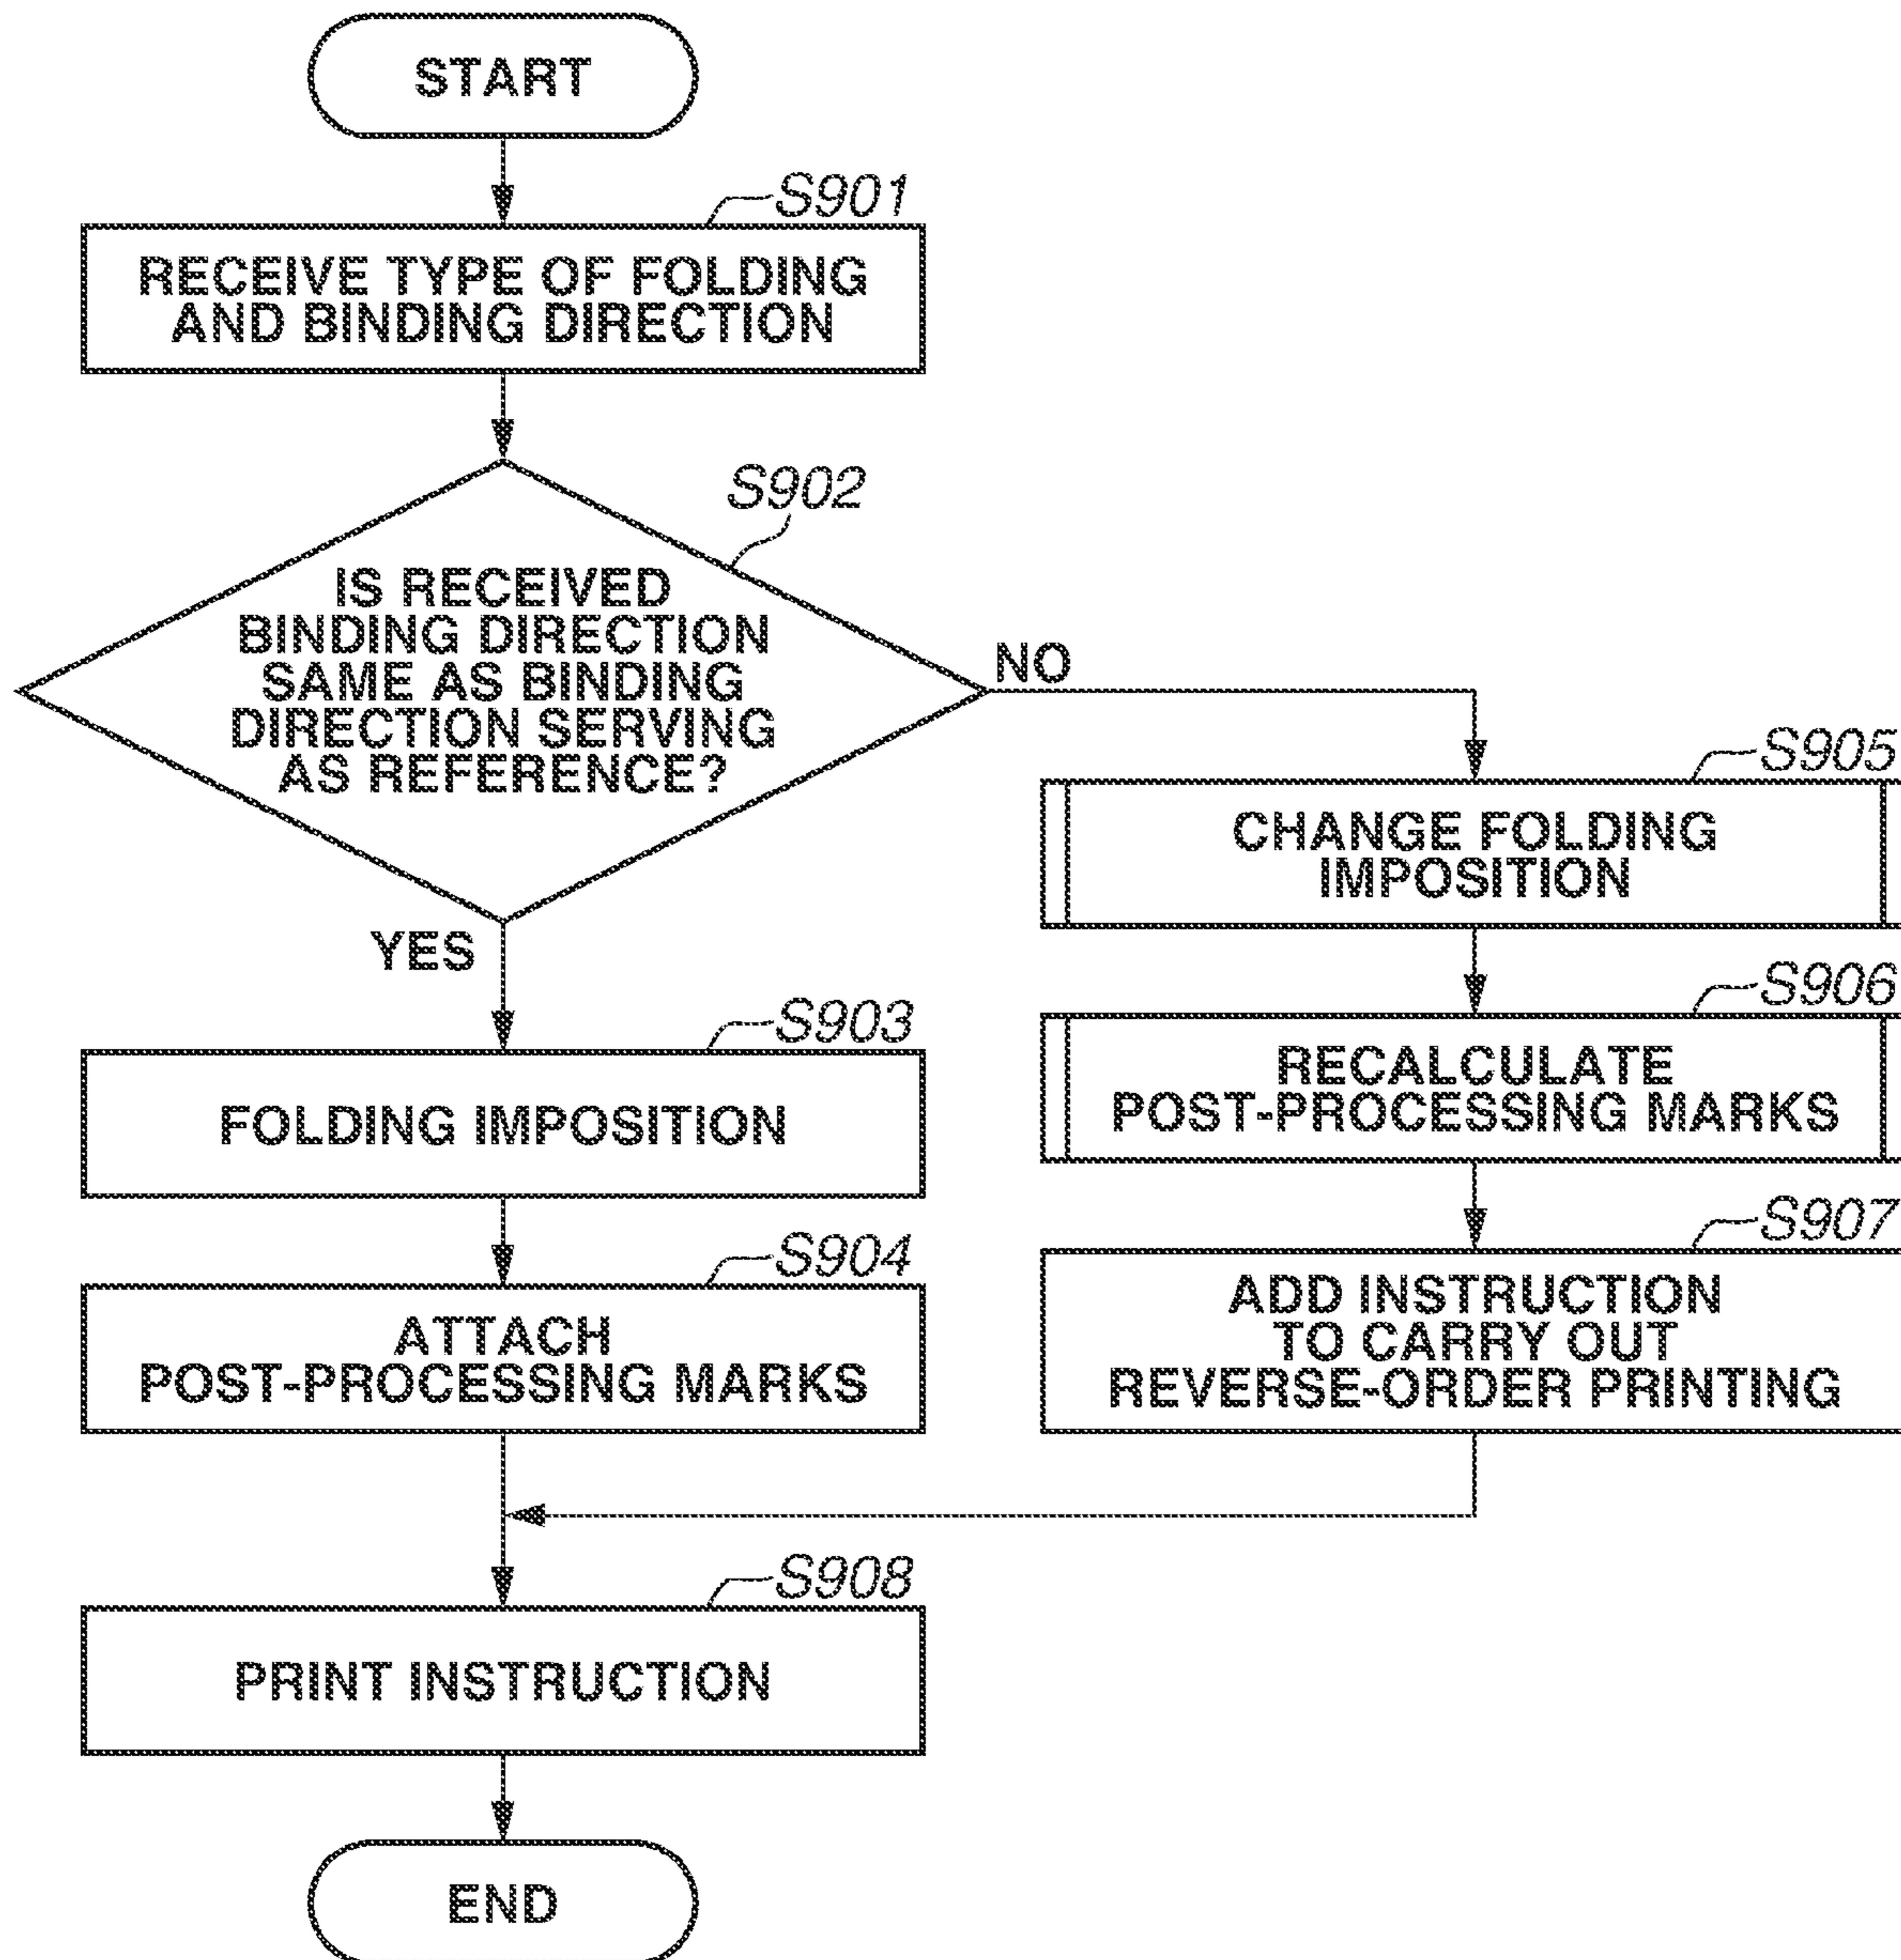 START
S901
RECEIVE TYPE OF FOLDING
AND BINDING DIRECTION
S902
IS RECEIVED
BINDING DIRECTION
SAME AS BINDING
DIRECTION SERVING
AS REFERENCE?
NO
YES
S903
FOLDING IMPOSITION
S904
ATTACH
POST-PROCESSING MARKS
S905
CHANGE FOLDING
IMPOSITION
S906
RECALCULATE
POST-PROCESSING MARKS
S907
ADD INSTRUCTION
TO CARRY OUT
REVERSE-ORDER PRINTING
S908
PRINT INSTRUCTION
END